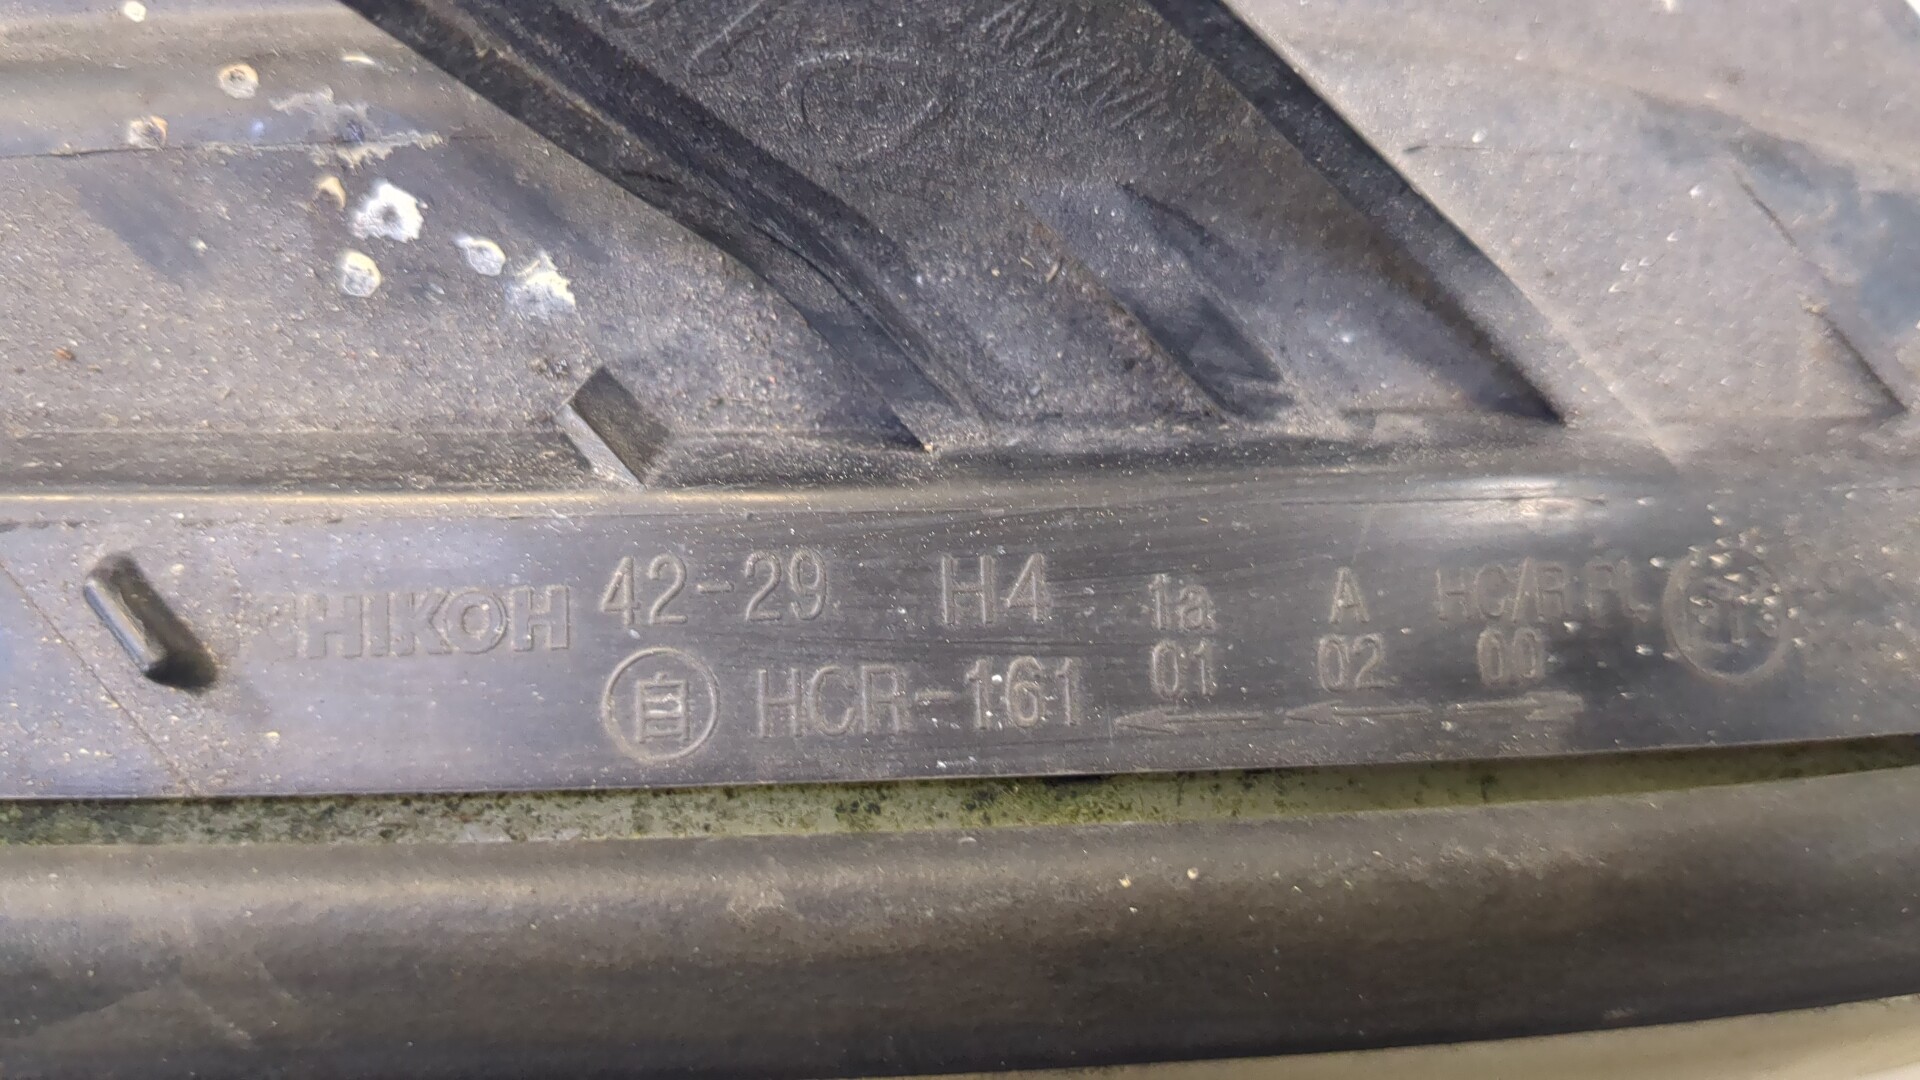 ICHIKOH 42-29 H4 1a A HC/R PL
自 HCR-161 01 02 00